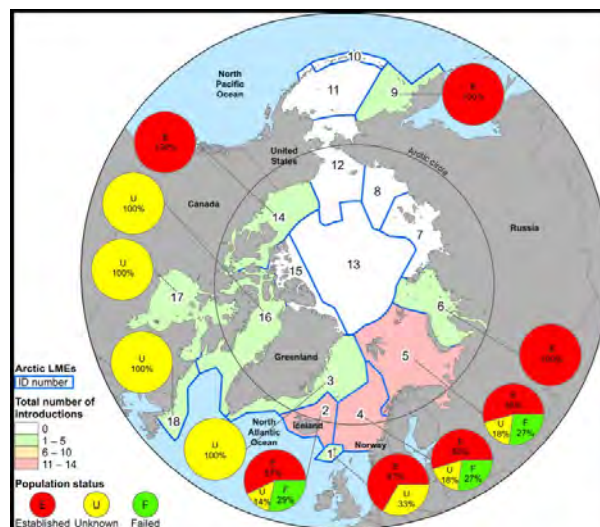 10
North
Pacific
Ocean
11
9
E
100%
E
100%
United
States
Arctic circle
12
8
U
100%
Canada
14
7
Russia
13
15
U
100%
17
16
6
Greenland
5
E
100%
Arctic LMEs
ID number
U
100%
3
Total number of
introductions
0
1 – 5
6 – 10
11 – 14
18
North
Atlantic
Ocean
2
Iceland
4
Norway
1
U
100%
E
U
18%
F
27%
E
U
18%
F
27%
E
U
14%
F
29%
E
67%
U
33%
Population status
E
U
F
Established
Unknown
Failed